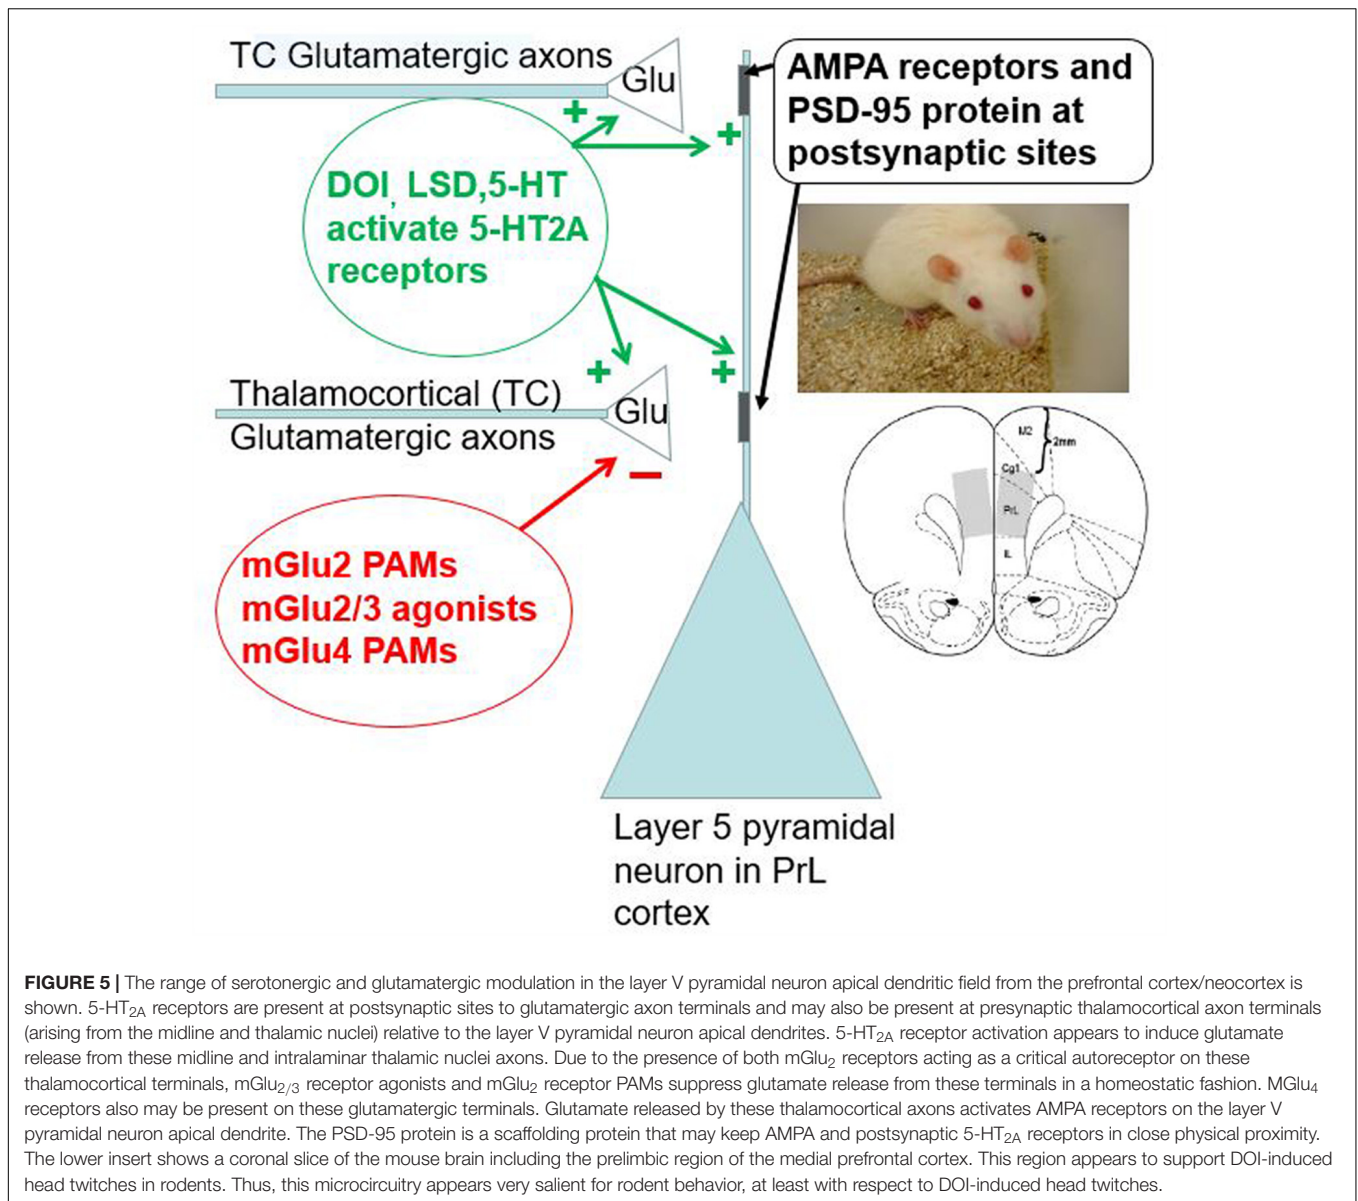 TC Glutamatergic axons
Glu
AMPA receptors and
PSD-95 protein at
postsynaptic sites
+
+
DOI, LSD,5-HT
activate 5-HT2A
receptors
+
+
Thalamocortical (TC)
Glutamatergic axons
Glu
−
mGlu2 PAMs
mGlu2/3 agonists
mGlu4 PAMs
M2
2mm
Cg1
PrL
IL
Layer 5 pyramidal
neuron in PrL
cortex
FIGURE 5 | The range of serotonergic and glutamatergic modulation in the layer V pyramidal neuron apical dendritic field from the prefrontal cortex/neocortex is
shown. 5-HT2A receptors are present at postsynaptic sites to glutamatergic axon terminals and may also be present at presynaptic thalamocortical axon terminals
(arising from the midline and thalamic nuclei) relative to the layer V pyramidal neuron apical dendrites. 5-HT2A receptor activation appears to induce glutamate
release from these midline and intralaminar thalamic nuclei axons. Due to the presence of both mGlu2 receptors acting as a critical autoreceptor on these
thalamocortical terminals, mGlu2/3 receptor agonists and mGlu2 receptor PAMs suppress glutamate release from these terminals in a homeostatic fashion. MGlu4
receptors also may be present on these glutamatergic terminals. Glutamate released by these thalamocortical axons activates AMPA receptors on the layer V
pyramidal neuron apical dendrite. The PSD-95 protein is a scaffolding protein that may keep AMPA and postsynaptic 5-HT2A receptors in close physical proximity.
The lower insert shows a coronal slice of the mouse brain including the prelimbic region of the medial prefrontal cortex. This region appears to support DOI-induced
head twitches in rodents. Thus, this microcircuitry appears very salient for rodent behavior, at least with respect to DOI-induced head twitches.